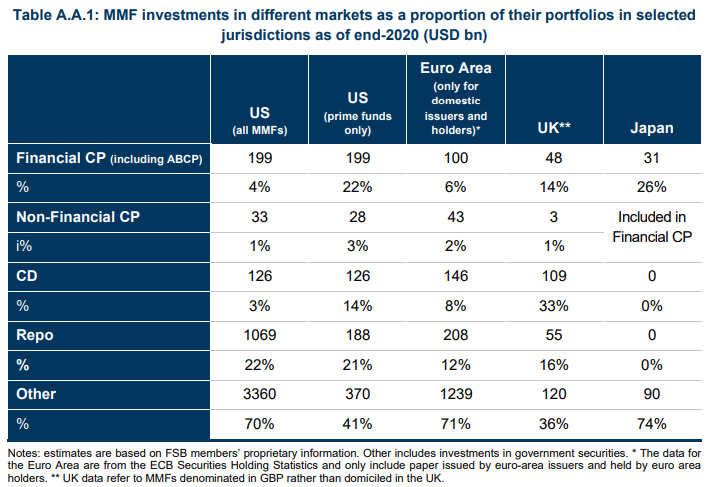 Table A.A.1: MMF investments in different markets as a proportion of their portfolios in selected
jurisdictions as of end-2020 (USD bn)
US
(all MMFs)
US
(prime funds
only)
Euro Area
(only for
domestic
issuers and
holders)*
UK**
Japan
Financial CP (including ABCP) 199 199 100 48 31
% 4% 22% 6% 14% 26%
Non-Financial CP 33 28 43 3 Included in
Financial CP
i% 1% 3% 2% 1%
CD 126 126 146 109 0
% 3% 14% 8% 33% 0%
Repo 1069 188 208 55 0
% 22% 21% 12% 16% 0%
Other 3360 370 1239 120 90
% 70% 41% 71% 36% 74%
Notes: estimates are based on FSB members' proprietary information. Other includes investments in government securities. * The data for
the Euro Area are from the ECB Securities Holding Statistics and only include paper issued by euro-area issuers and held by euro area
holders. ** UK data refer to MMFs denominated in GBP rather than domiciled in the UK.